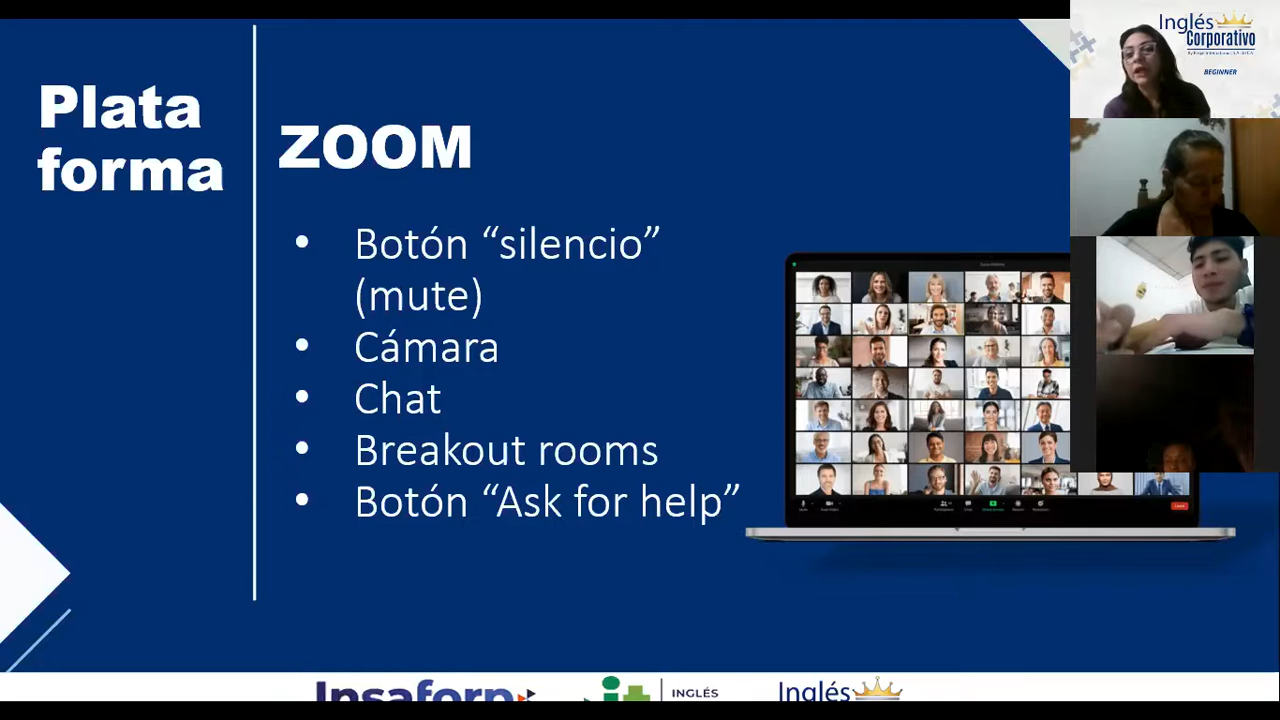 Plata
forma
ZOOM
• Botón “silencio”
(mute)
• Cámara
• Chat
• Breakout rooms
• Botón “Ask for help”
Inglés
Corporativo
BEGINNER
Insaforp
INGLÉS
Inglés